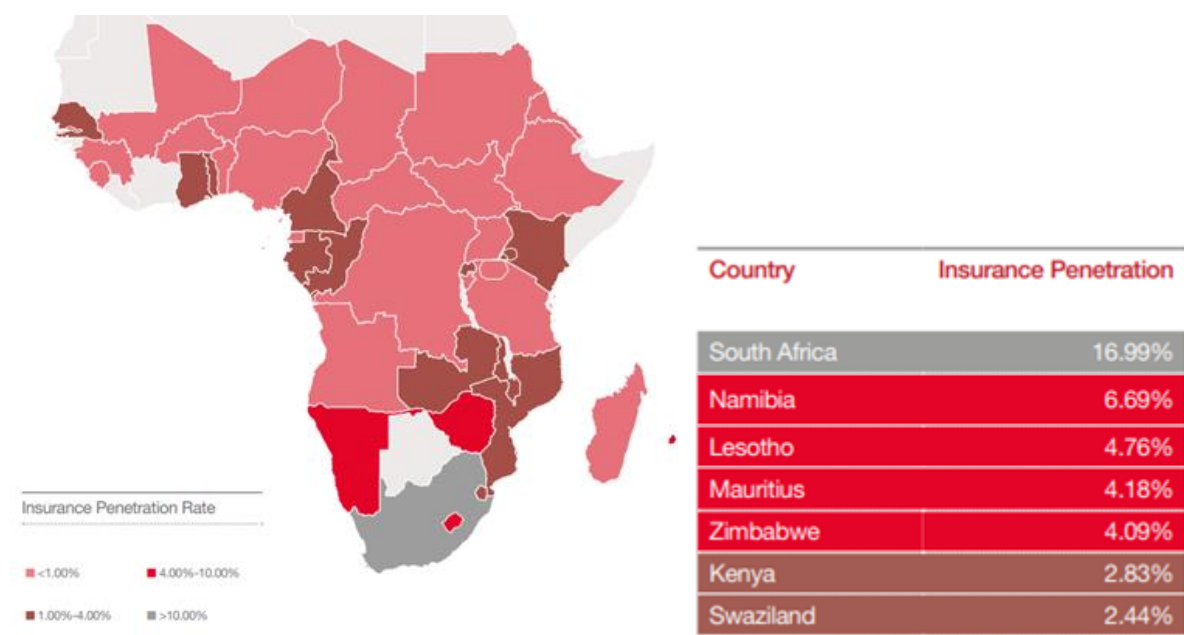 Country Insurance Penetration
South Africa 16.99%
Namibia 6.69%
Lesotho 4.76%
Mauritius 4.18%
Zimbabwe 4.09%
Kenya 2.83%
Swaziland 2.44%
Insurance Penetration Rate
<1.00% 4.00%-10.00%
1.00%-4.00% >10.00%